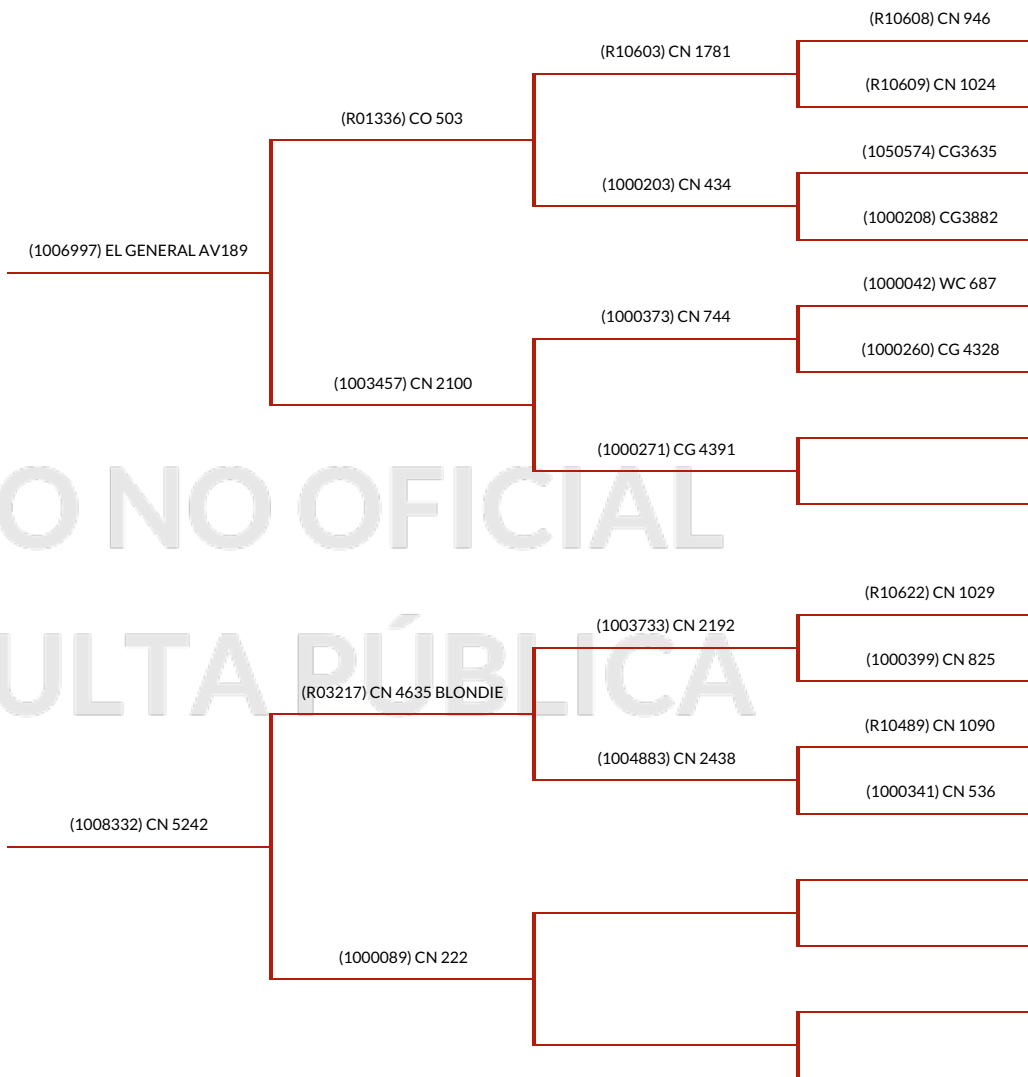 (R10608) CN 946
(R10603) CN 1781
(R10609) CN 1024
(R01336) CO 503
(1050574) CG3635
(1000203) CN 434
(1000208) CG3882
(1006997) EL GENERAL AV189
(1000042) WC 687
(1000373) CN 744
(1000260) CG 4328
(1003457) CN 2100
(1000271) CG 4391
O NO OFICIAL
(R10622) CN 1029
(1003733) CN 2192
(1000399) CN 825
ULTA PÚBLICA
(R03217) CN 4635 BLONDIE
(R10489) CN 1090
(1004883) CN 2438
(1000341) CN 536
(1008332) CN 5242
(1000089) CN 222